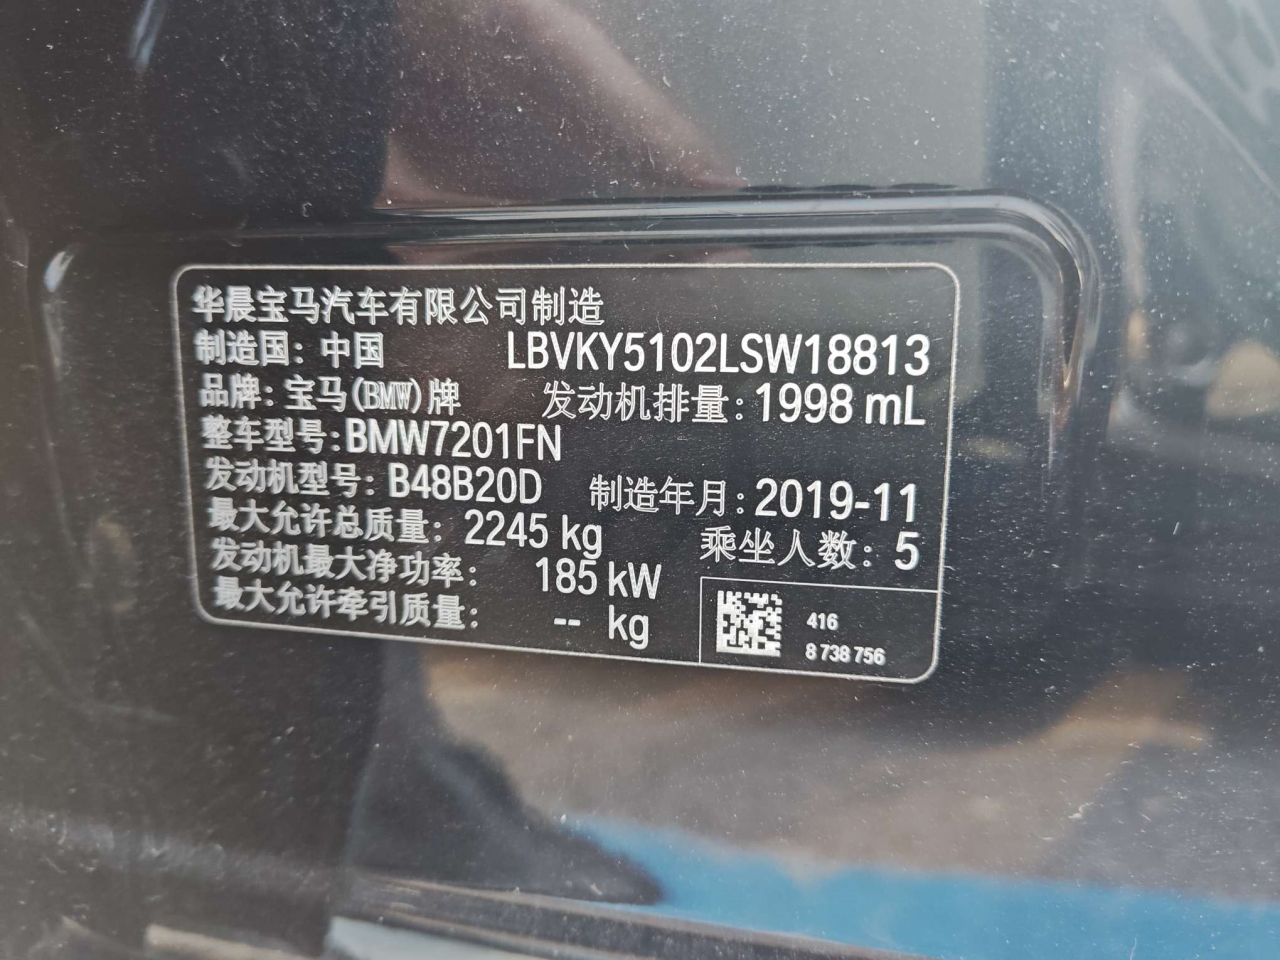 华晨宝马汽车有限公司制造
制造国: 中国 LBVKY5102LSW18813
品牌: 宝马(BMW)牌 发动机排量: 1998 mL
整车型号: BMW7201FN
发动机型号: B48B20D 制造年月: 2019-11
最大允许总质量: 2245 kg 乘坐人数: 5
发动机最大净功率: 185 kW
最大允许牵引质量: -- kg
416
8 738 756